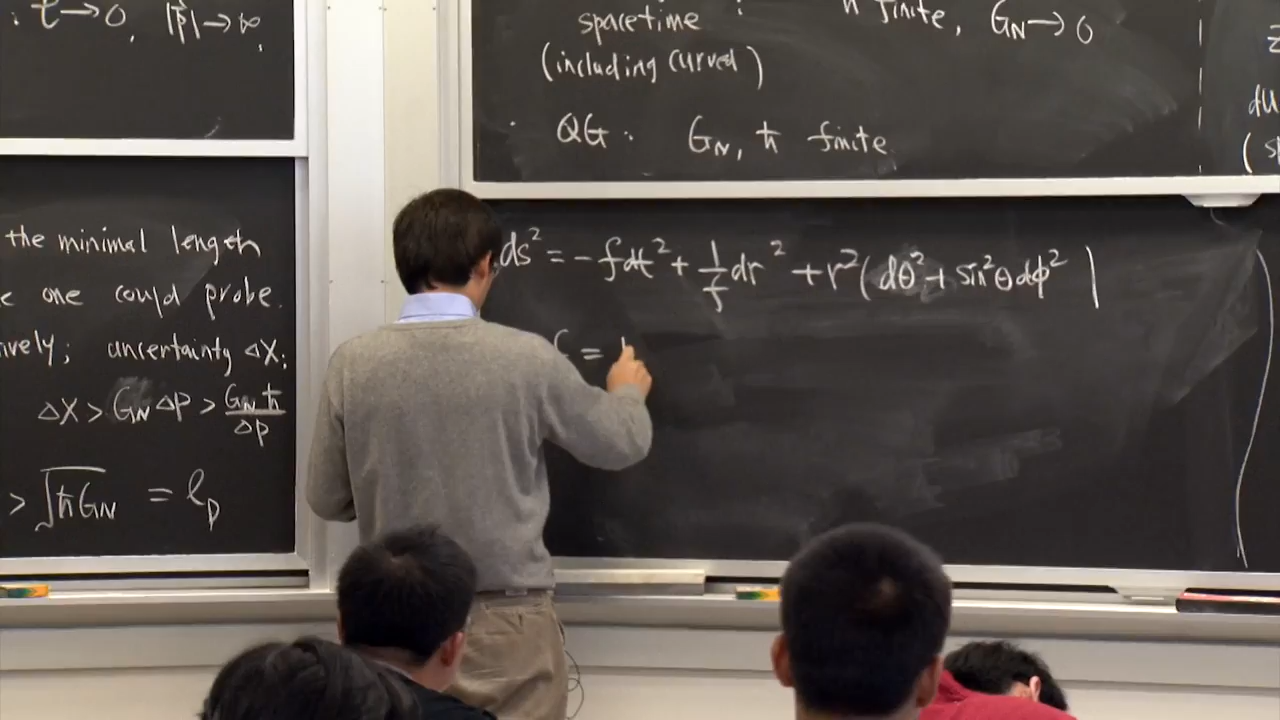 : t→0, |p⃗|→∞,
the minimal length
one could probe.
uncertainty ΔX;
ΔX > G_N Δp > G_N ħ / Δp
> √ħG_N = l_p
spacetime :
(including curved)
ħ finite, G_N → 0
· QG : G_N, ħ finite
ds² = - f dt² + 1/f dr² + r² (dθ² + sin²θ dφ²)
f =